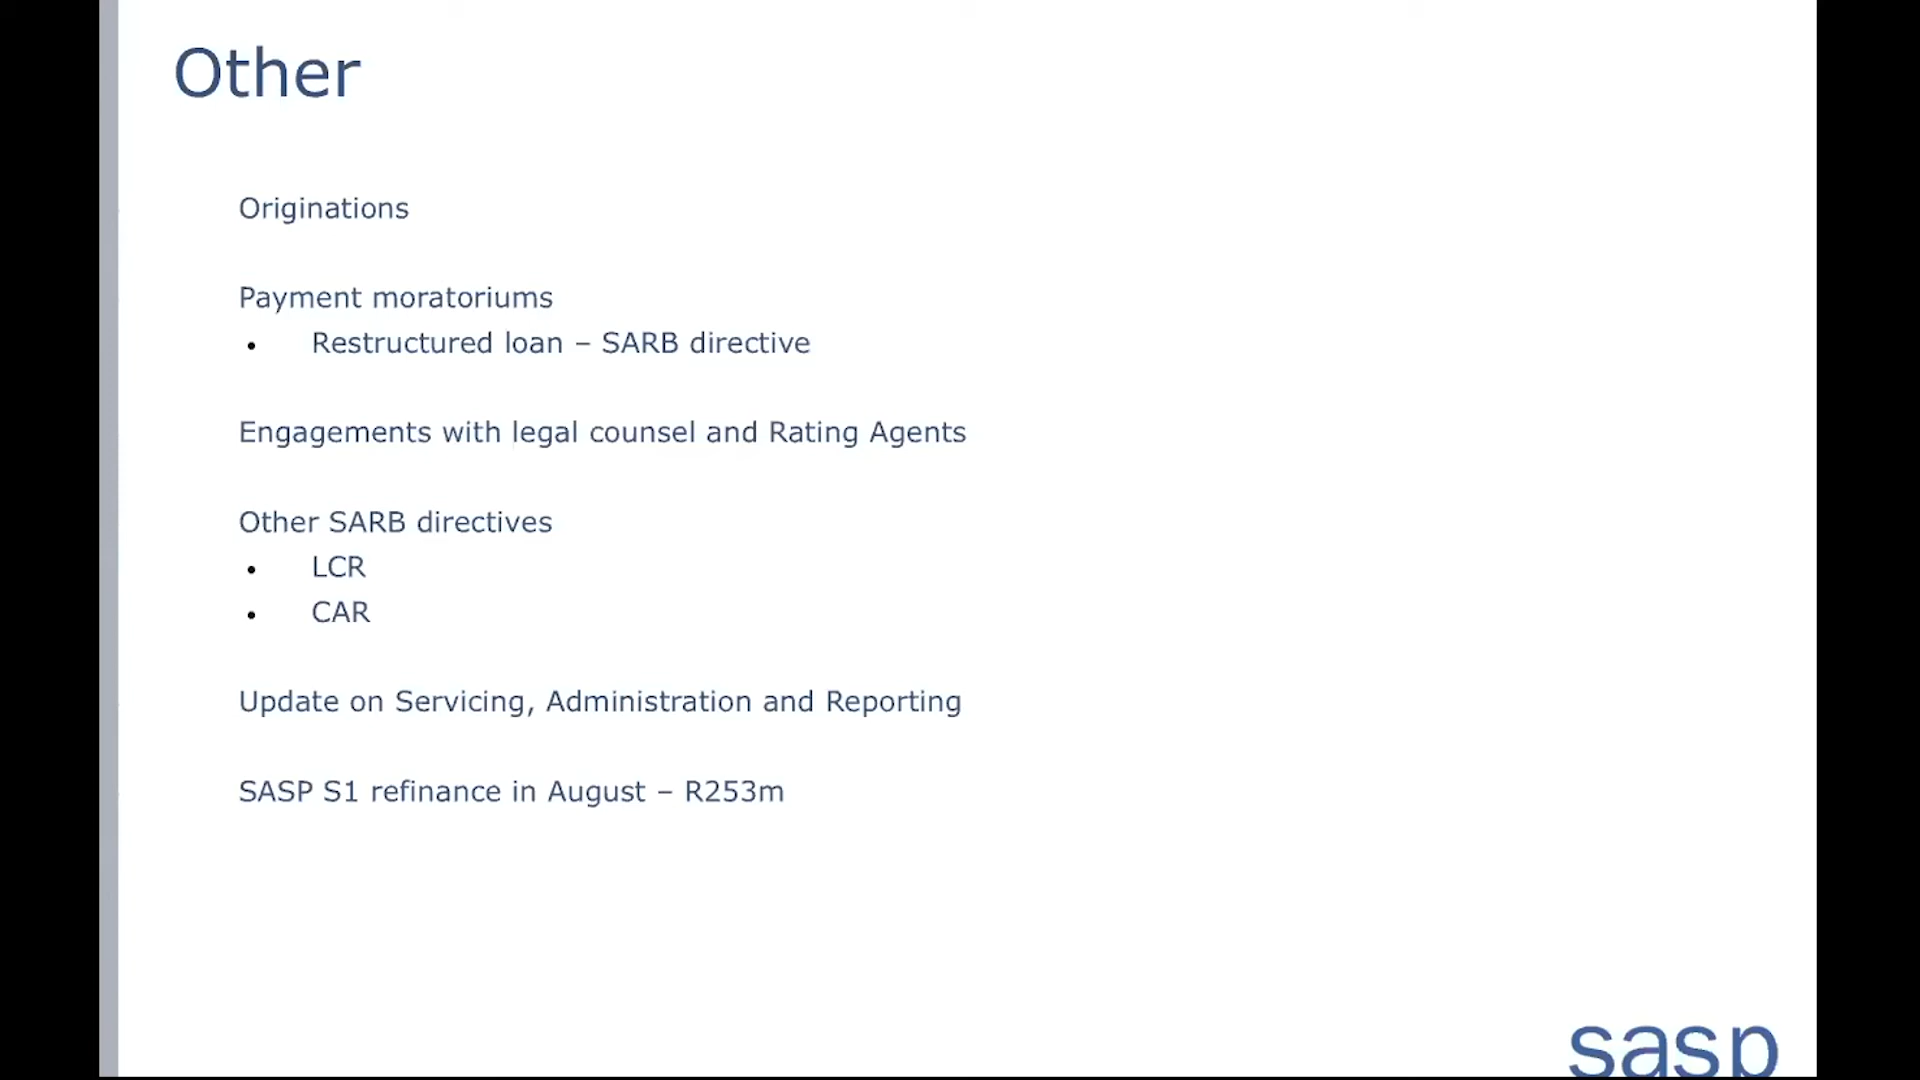 Other
Originations
Payment moratoriums
• Restructured loan – SARB directive
Engagements with legal counsel and Rating Agents
Other SARB directives
• LCR
• CAR
Update on Servicing, Administration and Reporting
SASP S1 refinance in August – R253m
sasp